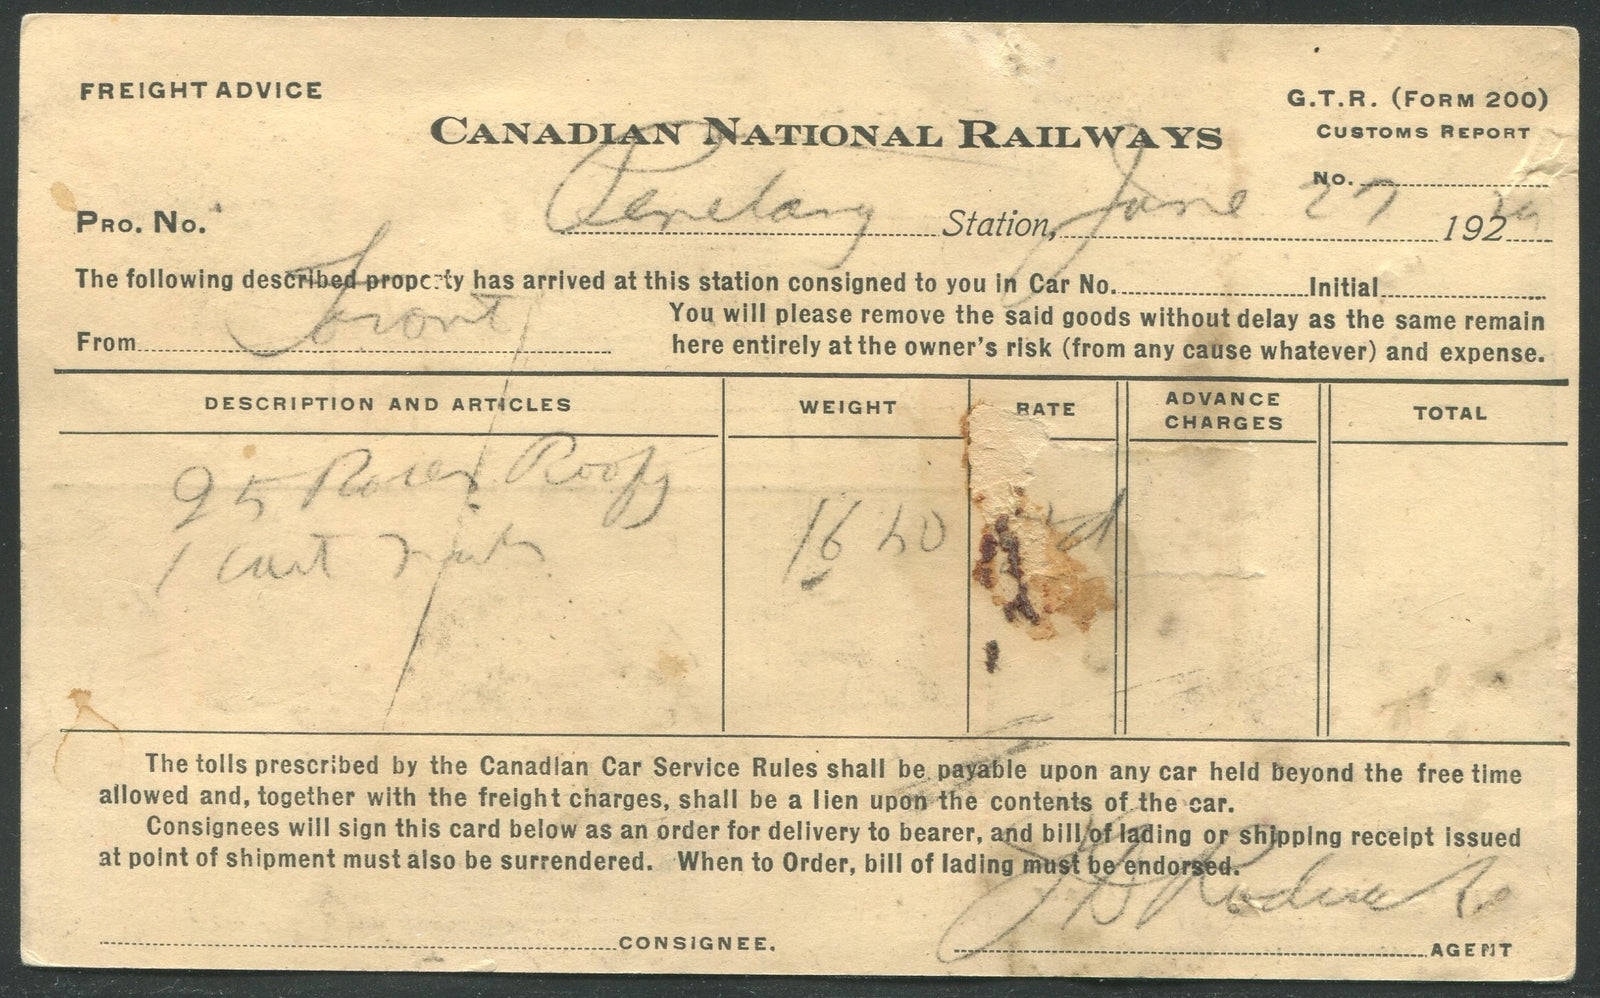 FREIGHT ADVICE
G.T.R. (FORM 200)
CANADIAN NATIONAL RAILWAYS
CUSTOMS REPORT
No.
PRO. No. Penetang Station, June 27 192
The following described property has arrived at this station consigned to you in Car No. Initial
From Toront
You will please remove the said goods without delay as the same remain
here entirely at the owner's risk (from any cause whatever) and expense.
DESCRIPTION AND ARTICLES WEIGHT RATE ADVANCE CHARGES TOTAL
25 Roofg
1 Cart
The tolls prescribed by the Canadian Car Service Rules shall be payable upon any car held beyond the free time
allowed and, together with the freight charges, shall be a lien upon the contents of the car.
Consignees will sign this card below as an order for delivery to bearer, and bill of lading or shipping receipt issued
at point of shipment must also be surrendered. When to Order, bill of lading must be endorsed.
CONSIGNEE.
AGENT